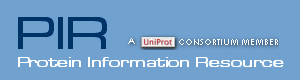 PIR A UniProt CONSORTIUM MEMBER
Protein Information Resource